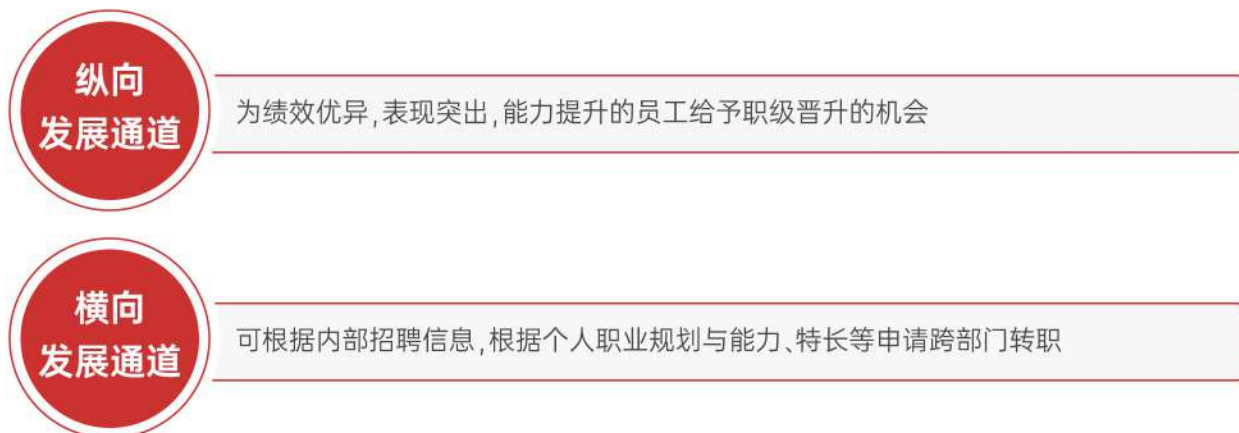 纵向
发展通道
为绩效优异,表现突出,能力提升的员工给予职级晋升的机会
横向
发展通道
可根据内部招聘信息,根据个人职业规划与能力、特长等申请跨部门转职